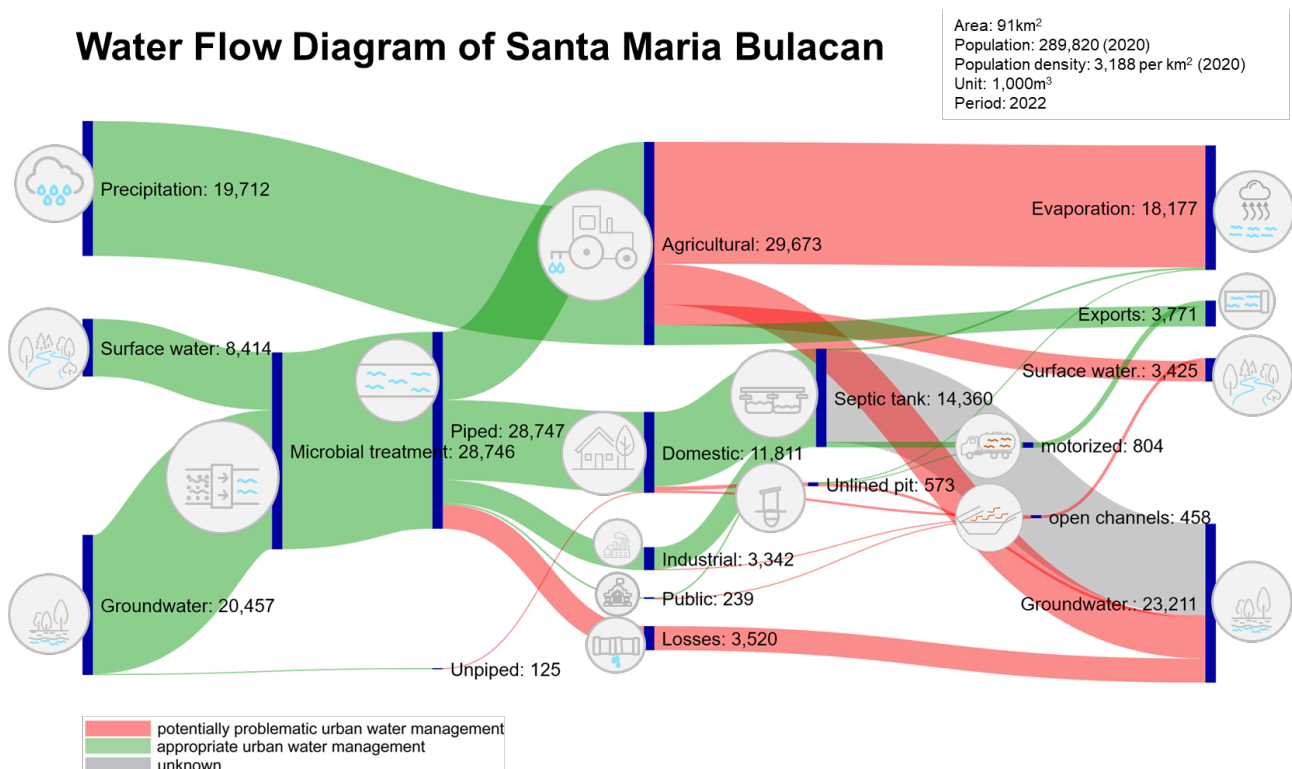 Water Flow Diagram of Santa Maria Bulacan
Area: 91km²
Population: 289,820 (2020)
Population density: 3,188 per km² (2020)
Unit: 1,000m³
Period: 2022
Precipitation: 19,712
Surface water: 8,414
Groundwater: 20,457
Microbial treatment: 28,746
Piped: 28,747
Unpiped: 125
Agricultural: 29,673
Domestic: 11,811
Industrial: 3,342
Public: 239
Losses: 3,520
Septic tank: 14,360
Unlined pit: 573
motorized: 804
open channels: 458
Evaporation: 18,177
Exports: 3,771
Surface water.: 3,425
Groundwater.: 23,211
potentially problematic urban water management
appropriate urban water management
unknown